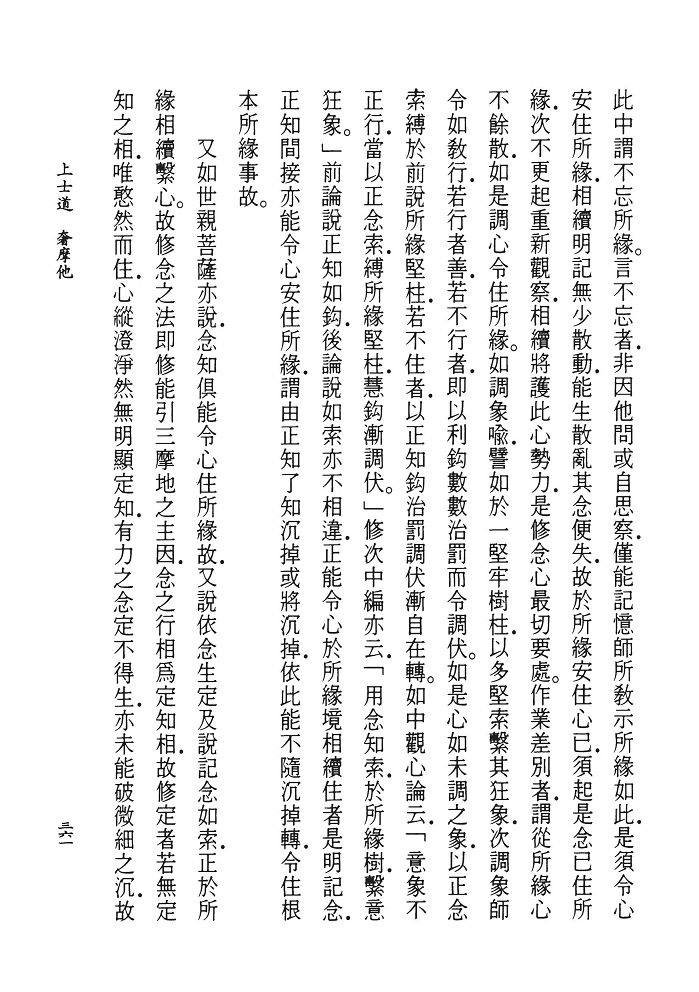 此中謂不忘所緣。言不忘者．非因他問或自思察．僅能記憶師所教示所緣如此．是須令心
安住所緣．相續明記無少散動．能生散亂其念便失．故於所緣安住心已．須起是念已住所
緣．次不更起重新觀察．相續將護此心勢力．是修念心最切要處。作業差別者．謂從所緣心
不餘散．如是調心令住所緣。如調象喩．譬如於一堅牢樹柱．以多堅索繫其狂象．次調象師
令如教行．若行者善．若不行者．即以利鈎數數治罰而令調伏。如是心如未調之象．以正念
索縛於前說所緣堅柱．若不住者．以正知鈎治罰調伏漸自在轉。如中觀心論云．「意象不
正行．當以正念索．縛所緣堅柱．慧鈎漸調伏。」修次中編亦云．「用念知索．於所緣樹．繫意
狂象。」前論說正知如鈎．後論說如索亦不相違．正能令心於所緣境相續住者是明記念．
正知間接亦能令心安住所緣．謂由正知了知沉掉或將沉掉．依此能不隨沉掉轉．令住根
本所緣事故。
又如世親菩薩亦說．念知俱能令心住所緣故．又說依念生定及說記念如索．正於所
緣相續繫心。故修念之法即修能引三摩地之主因．念之行相爲定知相．故修定者若無定
知之相．唯憨然而住．心縱澄淨然無明顯定知．有力之念定不得生．亦未能破微細之沉．故
上士道　奢摩他
三六一